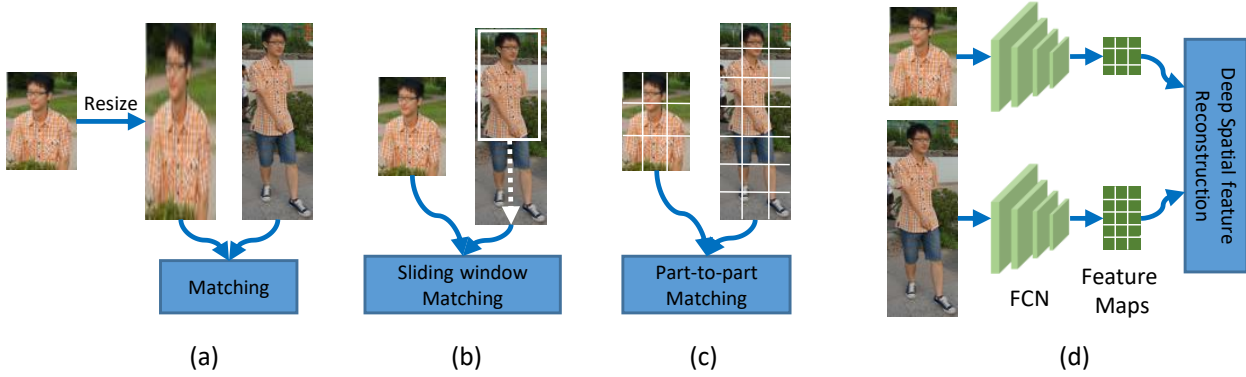 Resize
Matching
(a)
Sliding window
Matching
(b)
Part-to-part
Matching
(c)
FCN
Feature
Maps
Deep Spatial feature
Reconstruction
(d)